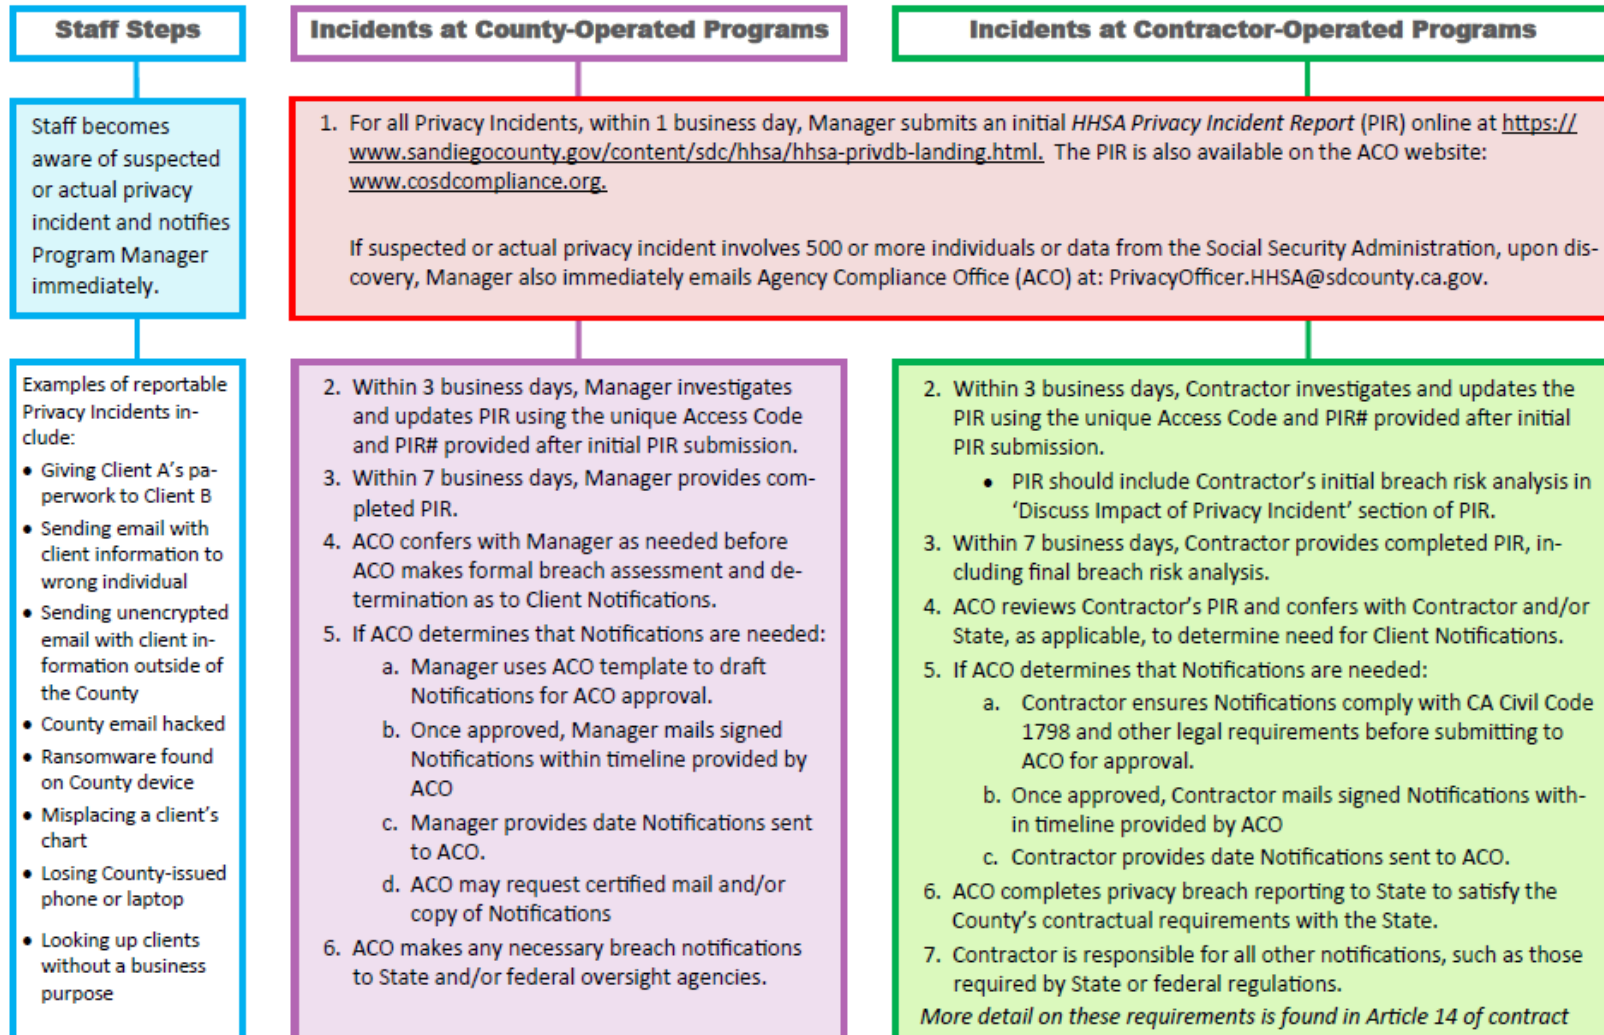 Staff Steps
Staff becomes
aware of suspected
or actual privacy
incident and notifies
Program Manager
immediately.
Examples of reportable
Privacy Incidents in-
clude:
• Giving Client A's pa-
perwork to Client B
• Sending email with
client information to
wrong individual
• Sending unencrypted
email with client in-
formation outside of
the County
• County email hacked
• Ransomware found
on County device
• Misplacing a client's
chart
• Losing County-issued
phone or laptop
• Looking up clients
without a business
purpose
Incidents at County-Operated Programs
Incidents at Contractor-Operated Programs
1. For all Privacy Incidents, within 1 business day, Manager submits an initial HHSA Privacy Incident Report (PIR) online at https://
www.sandiegocounty.gov/content/sdc/hhsa/hhsa-privdb-landing.html. The PIR is also available on the ACO website:
www.cosdcompliance.org.
If suspected or actual privacy incident involves 500 or more individuals or data from the Social Security Administration, upon dis-
covery, Manager also immediately emails Agency Compliance Office (ACO) at: PrivacyOfficer.HHSA@sdcounty.ca.gov.
2. Within 3 business days, Manager investigates
and updates PIR using the unique Access Code
and PIR# provided after initial PIR submission.
3. Within 7 business days, Manager provides com-
pleted PIR.
4. ACO confers with Manager as needed before
ACO makes formal breach assessment and de-
termination as to Client Notifications.
5. If ACO determines that Notifications are needed:
a. Manager uses ACO template to draft
Notifications for ACO approval.
b. Once approved, Manager mails signed
Notifications within timeline provided by
ACO
c. Manager provides date Notifications sent
to ACO.
d. ACO may request certified mail and/or
copy of Notifications
6. ACO makes any necessary breach notifications
to State and/or federal oversight agencies.
2. Within 3 business days, Contractor investigates and updates the
PIR using the unique Access Code and PIR# provided after initial
PIR submission.
• PIR should include Contractor's initial breach risk analysis in
'Discuss Impact of Privacy Incident' section of PIR.
3. Within 7 business days, Contractor provides completed PIR, in-
cluding final breach risk analysis.
4. ACO reviews Contractor's PIR and confers with Contractor and/or
State, as applicable, to determine need for Client Notifications.
5. If ACO determines that Notifications are needed:
a. Contractor ensures Notifications comply with CA Civil Code
1798 and other legal requirements before submitting to
ACO for approval.
b. Once approved, Contractor mails signed Notifications with-
in timeline provided by ACO
c. Contractor provides date Notifications sent to ACO.
6. ACO completes privacy breach reporting to State to satisfy the
County's contractual requirements with the State.
7. Contractor is responsible for all other notifications, such as those
required by State or federal regulations.
More detail on these requirements is found in Article 14 of contract